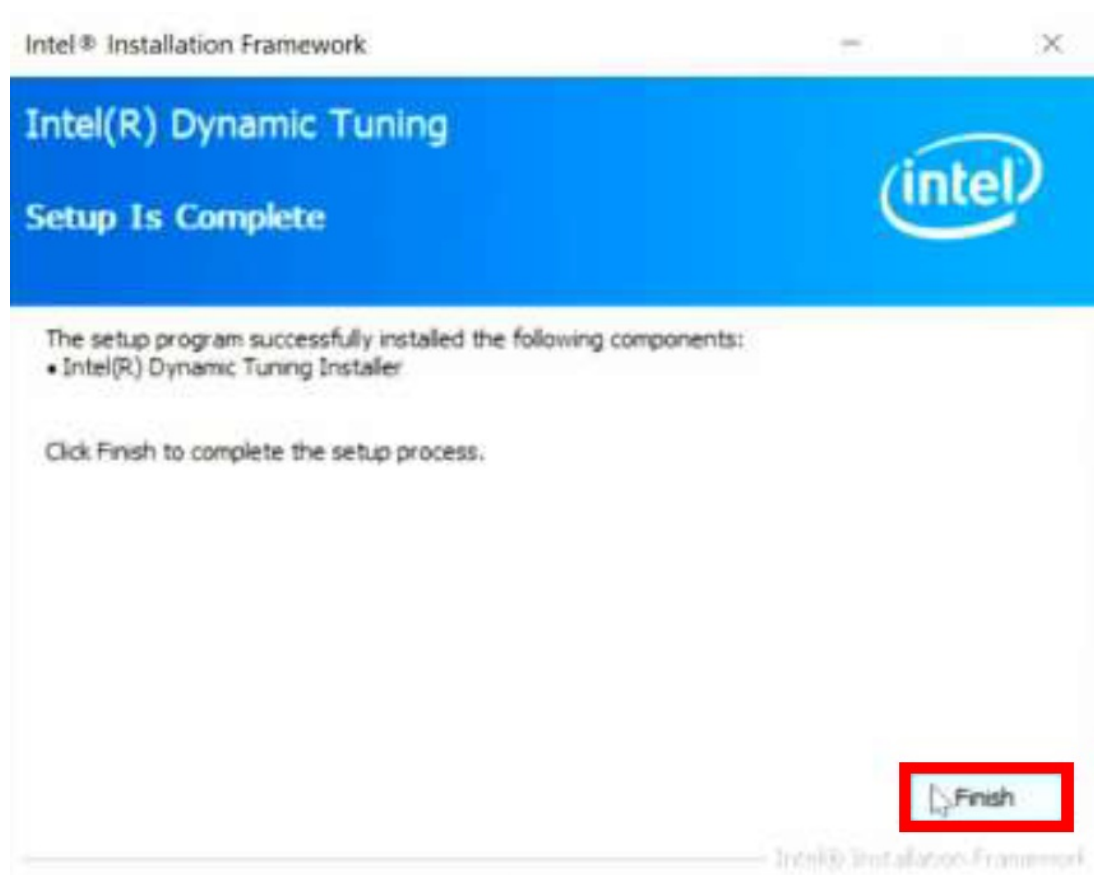 Intel® Installation Framework
Intel(R) Dynamic Tuning
intel
Setup Is Complete
The setup program successfully installed the following components:
• Intel(R) Dynamic Tuning Installer
Click Finish to complete the setup process.
Finish
Intel® Installation Framework